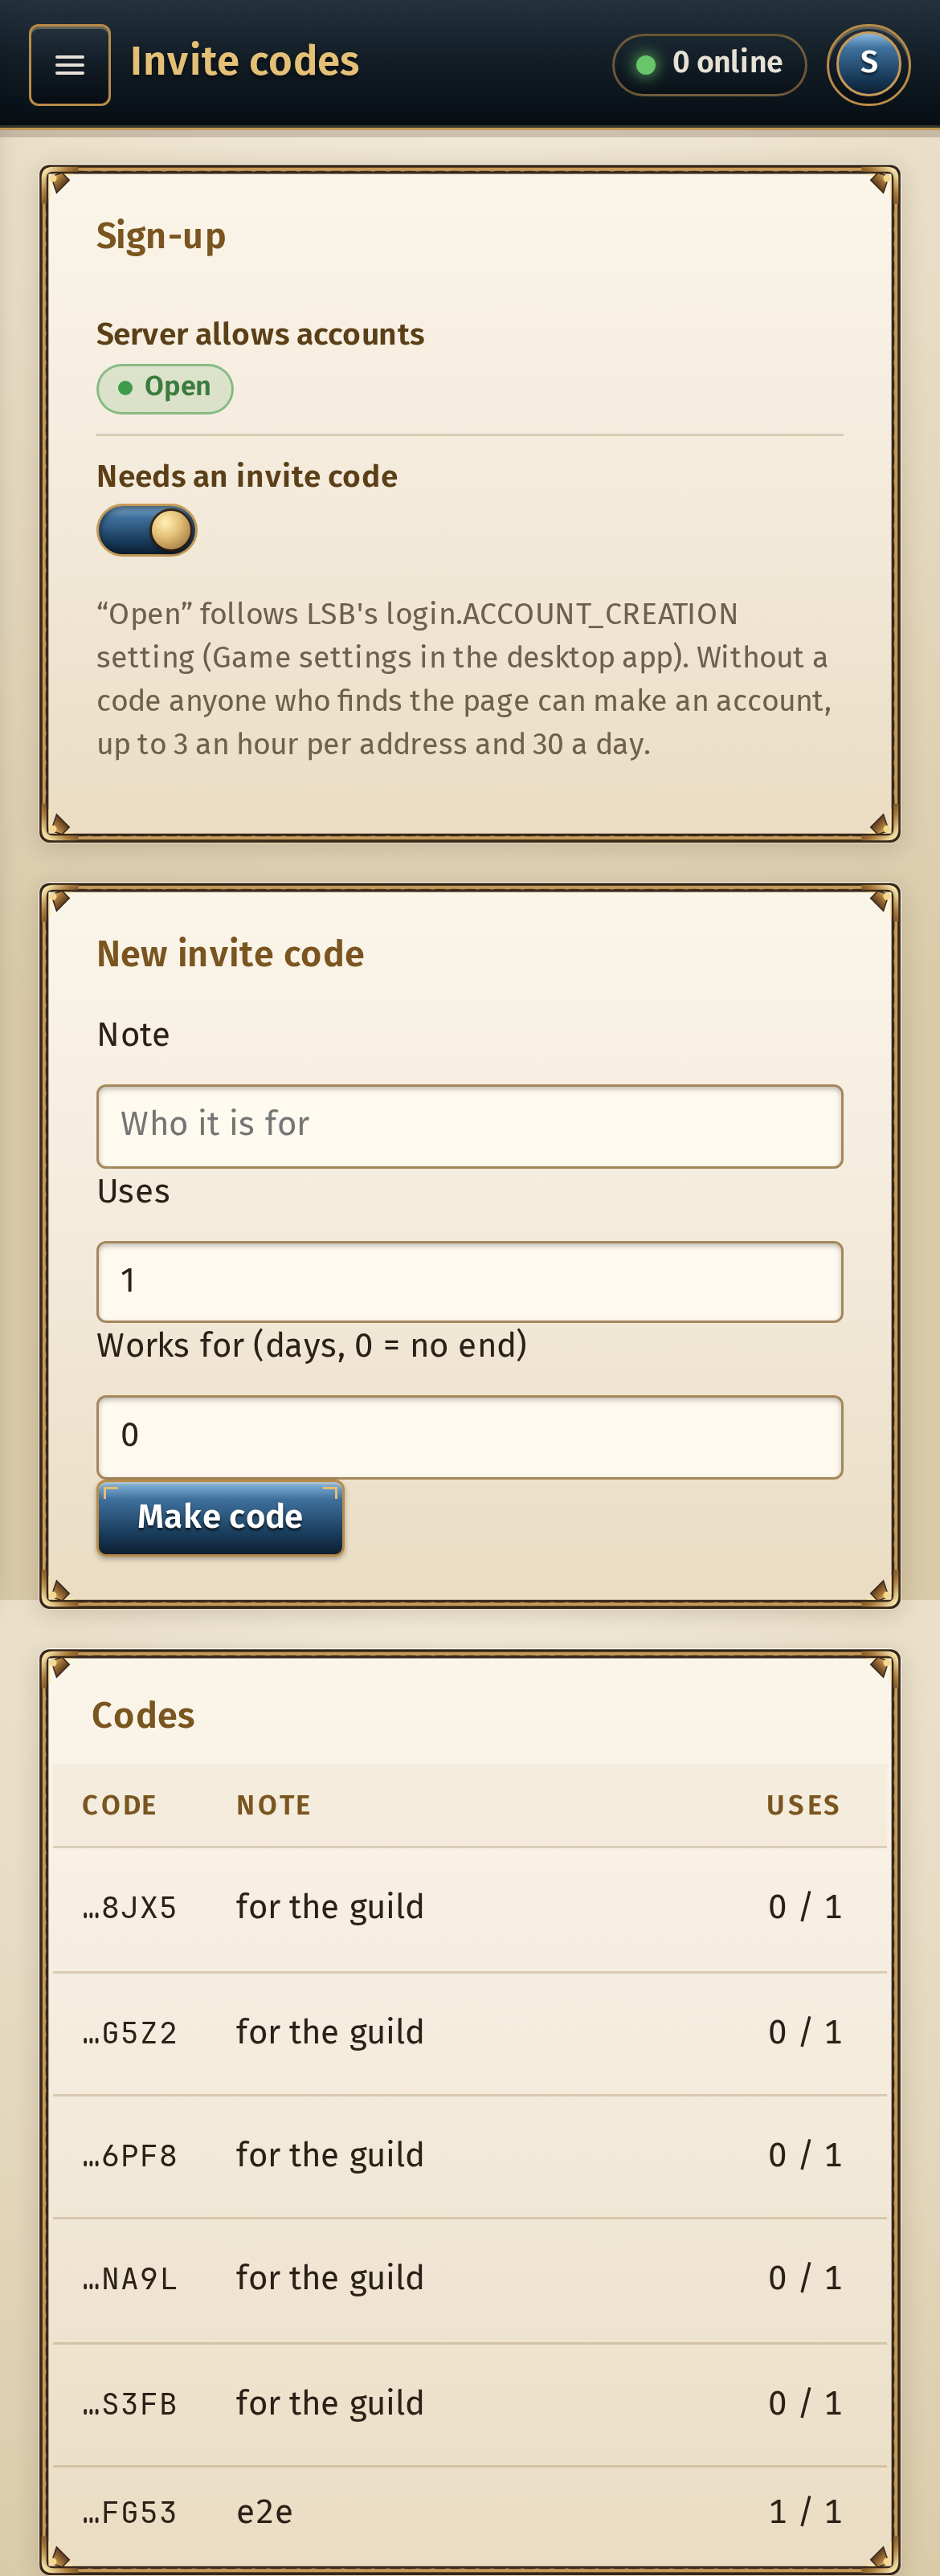 Invite codes
0 online
S
Sign-up
Server allows accounts
Open
Needs an invite code
“Open” follows LSB's login.ACCOUNT_CREATION
setting (Game settings in the desktop app). Without a
code anyone who finds the page can make an account,
up to 3 an hour per address and 30 a day.
New invite code
Note
Who it is for
Uses
1
Works for (days, 0 = no end)
0
Make code
Codes
CODE NOTE USES
…8JX5 for the guild 0 / 1
…G5Z2 for the guild 0 / 1
…6PF8 for the guild 0 / 1
…NA9L for the guild 0 / 1
…S3FB for the guild 0 / 1
…FG53 e2e 1 / 1